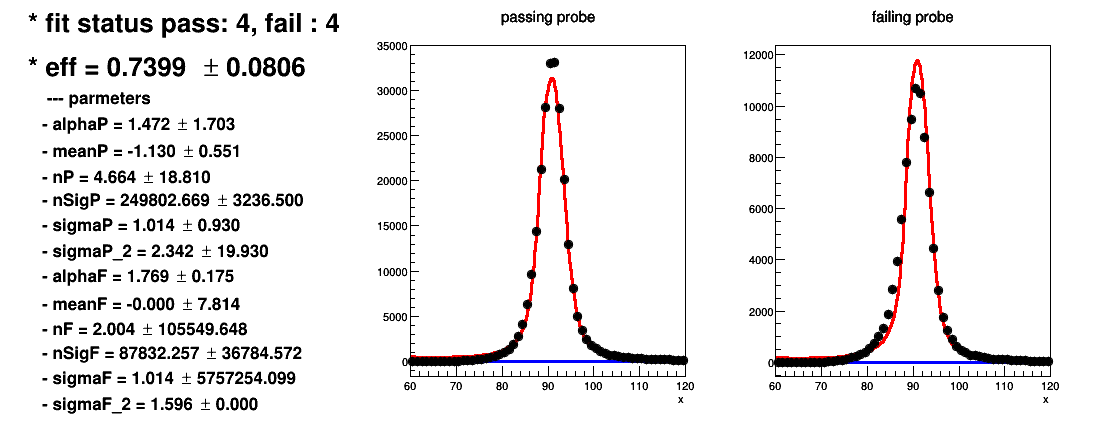 * fit status pass: 4, fail : 4
* eff = 0.7399 ± 0.0806
--- parmeters
- alphaP = 1.472 ± 1.703
- meanP = -1.130 ± 0.551
- nP = 4.664 ± 18.810
- nSigP = 249802.669 ± 3236.500
- sigmaP = 1.014 ± 0.930
- sigmaP_2 = 2.342 ± 19.930
- alphaF = 1.769 ± 0.175
- meanF = -0.000 ± 7.814
- nF = 2.004 ± 105549.648
- nSigF = 87832.257 ± 36784.572
- sigmaF = 1.014 ± 5757254.099
- sigmaF_2 = 1.596 ± 0.000
passing probe
35000
30000
25000
20000
15000
10000
5000
0
60 70 80 90 100 110 120
x
failing probe
12000
10000
8000
6000
4000
2000
0
60 70 80 90 100 110 120
x